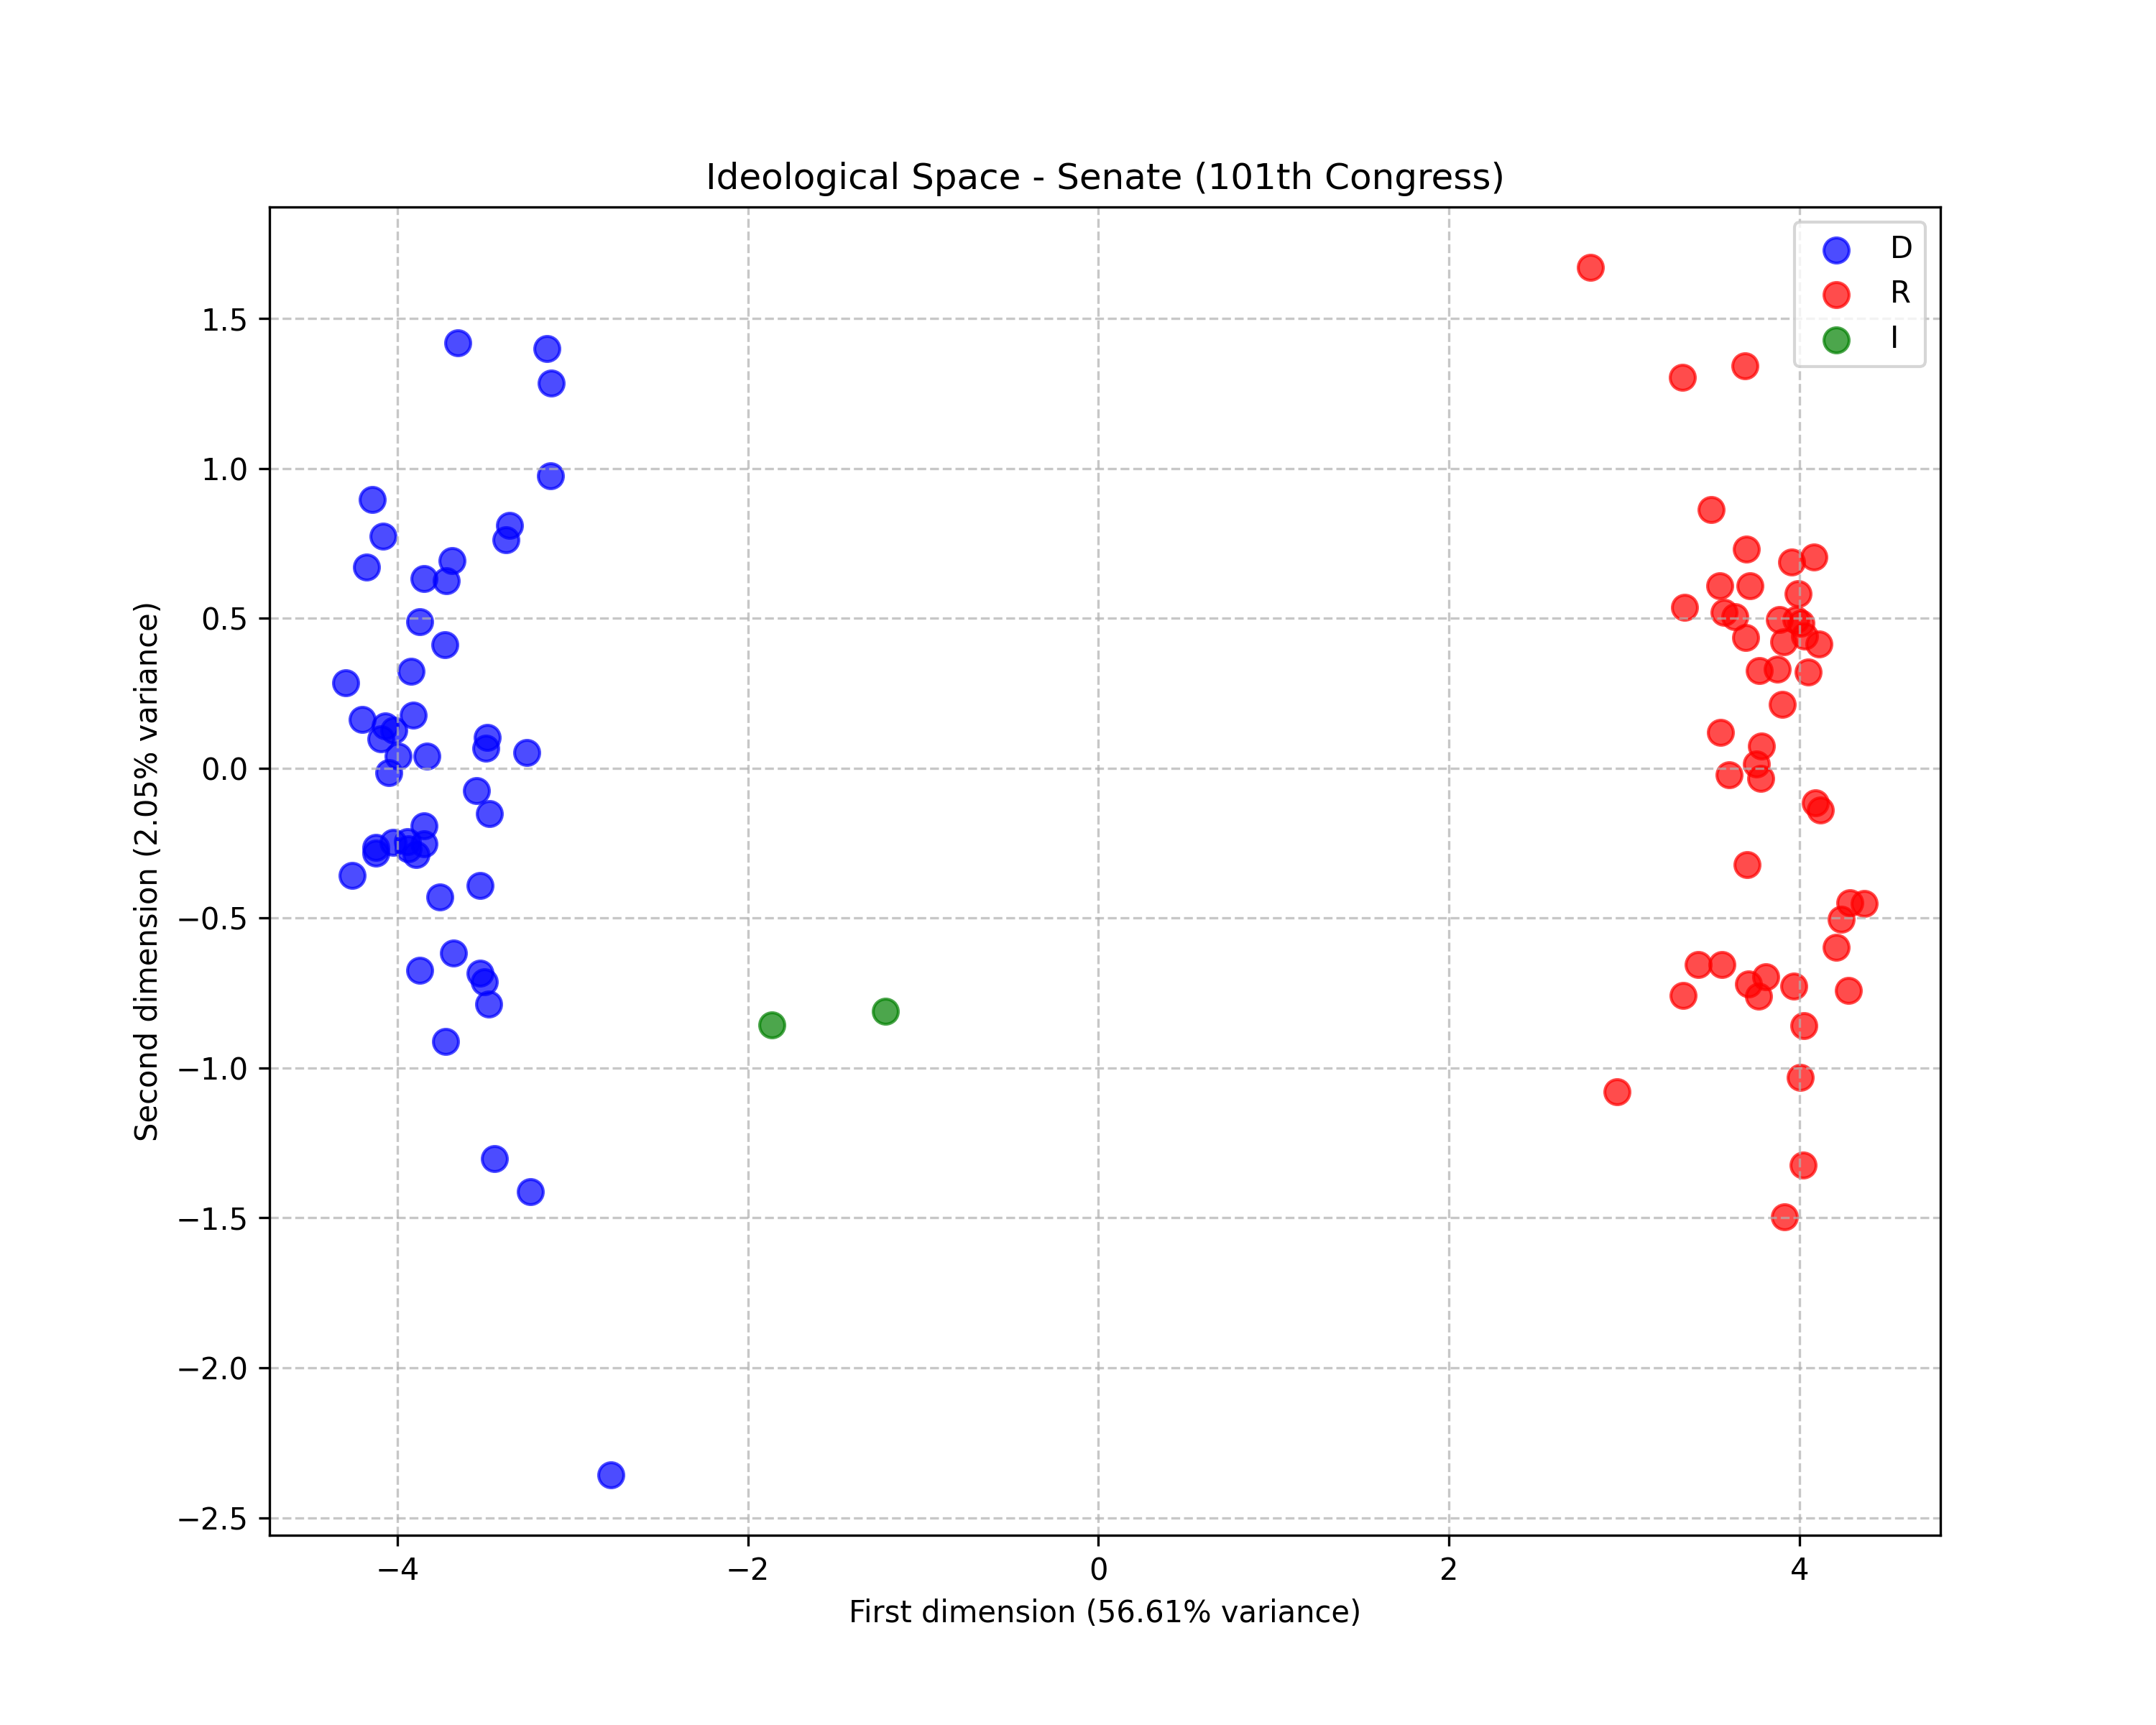 Ideological Space - Senate (101th Congress)
D
R
I
1.5
1.0
0.5
0.0
−0.5
−1.0
−1.5
−2.0
−2.5
Second dimension (2.05% variance)
−4
−2
0
2
4
First dimension (56.61% variance)